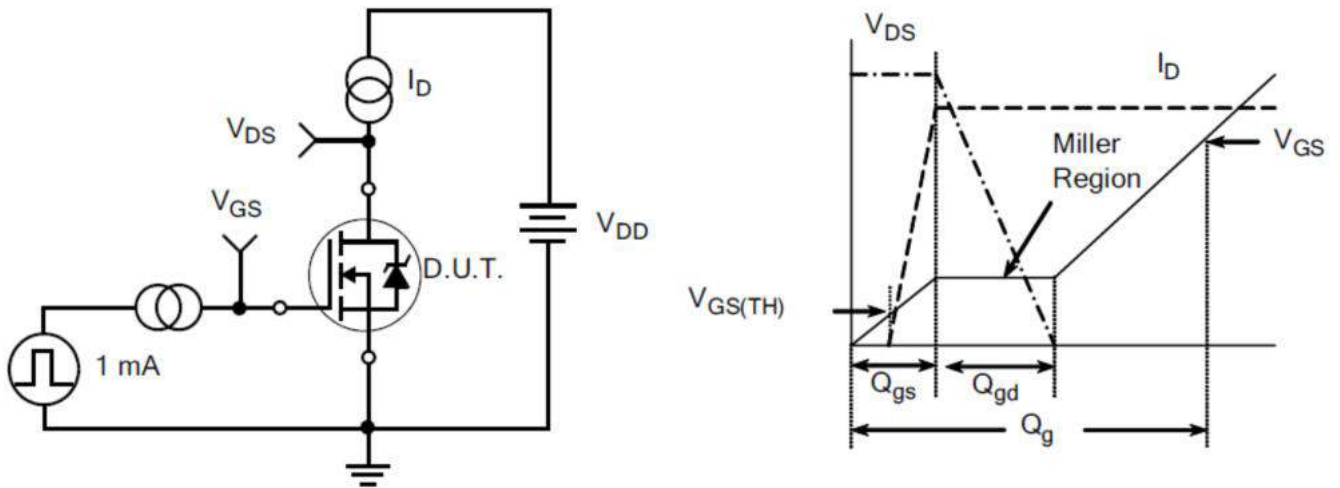 I_D
V_DS
V_GS
D.U.T.
V_DD
1 mA
V_DS
I_D
Miller
Region
V_GS
V_GS(TH)
Q_gs
Q_gd
Q_g